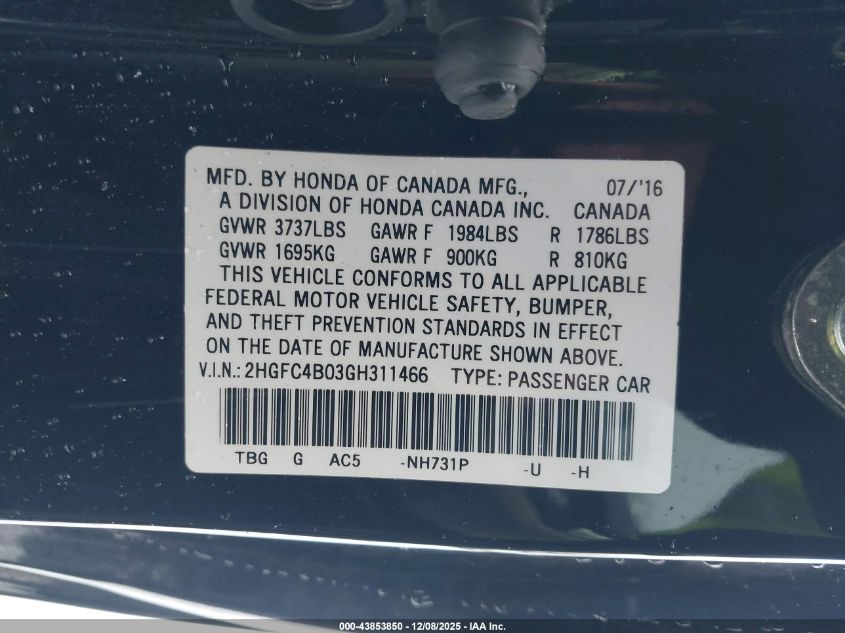 MFD. BY HONDA OF CANADA MFG., 07/'16
A DIVISION OF HONDA CANADA INC. CANADA
GVWR 3737LBS GAWR F 1984LBS R 1786LBS
GVWR 1695KG GAWR F 900KG R 810KG
THIS VEHICLE CONFORMS TO ALL APPLICABLE
FEDERAL MOTOR VEHICLE SAFETY, BUMPER,
AND THEFT PREVENTION STANDARDS IN EFFECT
ON THE DATE OF MANUFACTURE SHOWN ABOVE.
V.I.N.: 2HGFC4B03GH311466 TYPE: PASSENGER CAR
TBG G AC5 -NH731P -U -H
000-43853850 - 12/08/2025 - IAA Inc.